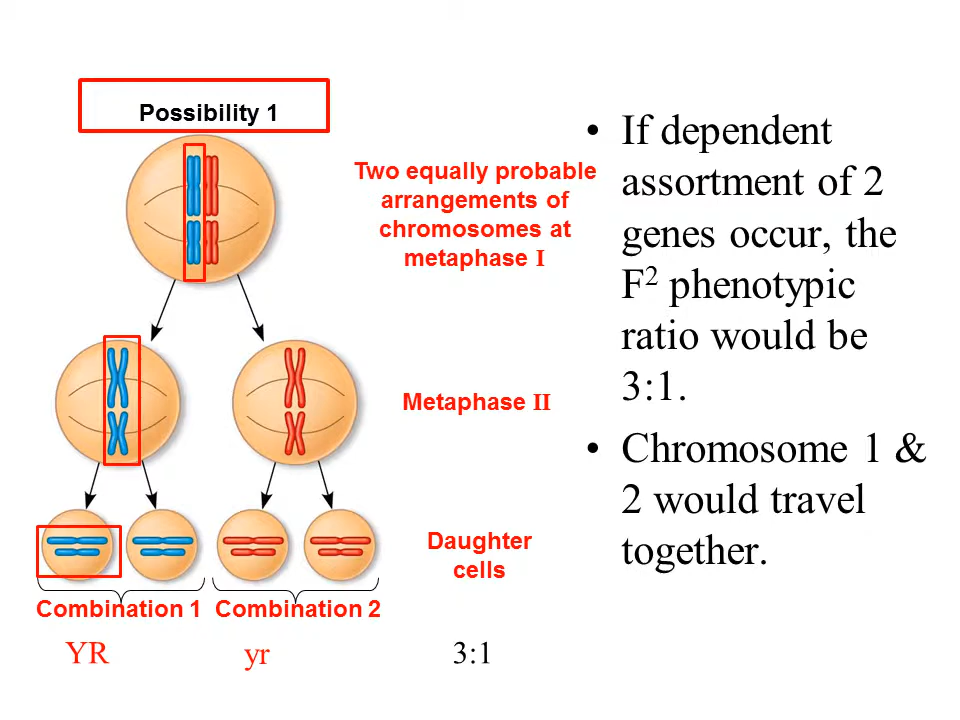 Possibility 1
Two equally probable
arrangements of
chromosomes at
metaphase I
Metaphase II
Daughter
cells
Combination 1
Combination 2
YR
yr
3:1
• If dependent
assortment of 2
genes occur, the
F² phenotypic
ratio would be
3:1.
• Chromosome 1 &
2 would travel
together.